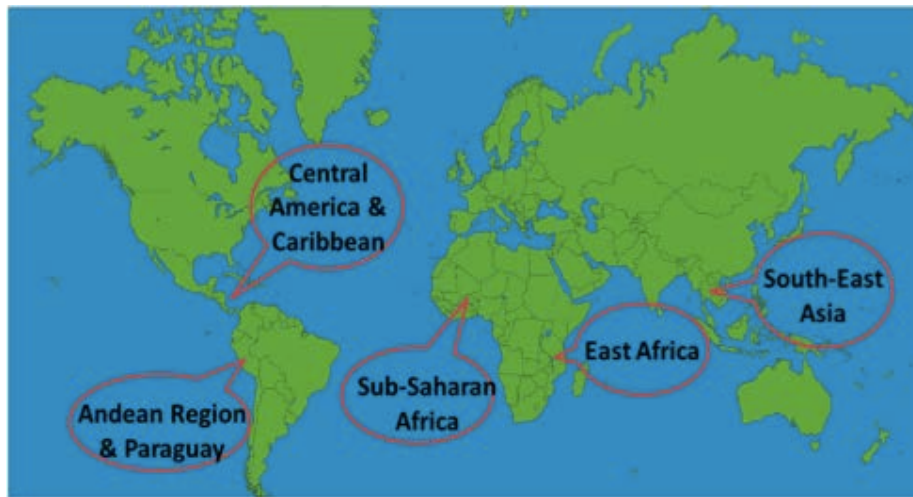 Central
America &
Caribbean
South-East
Asia
East Africa
Sub-Saharan
Africa
Andean Region
& Paraguay